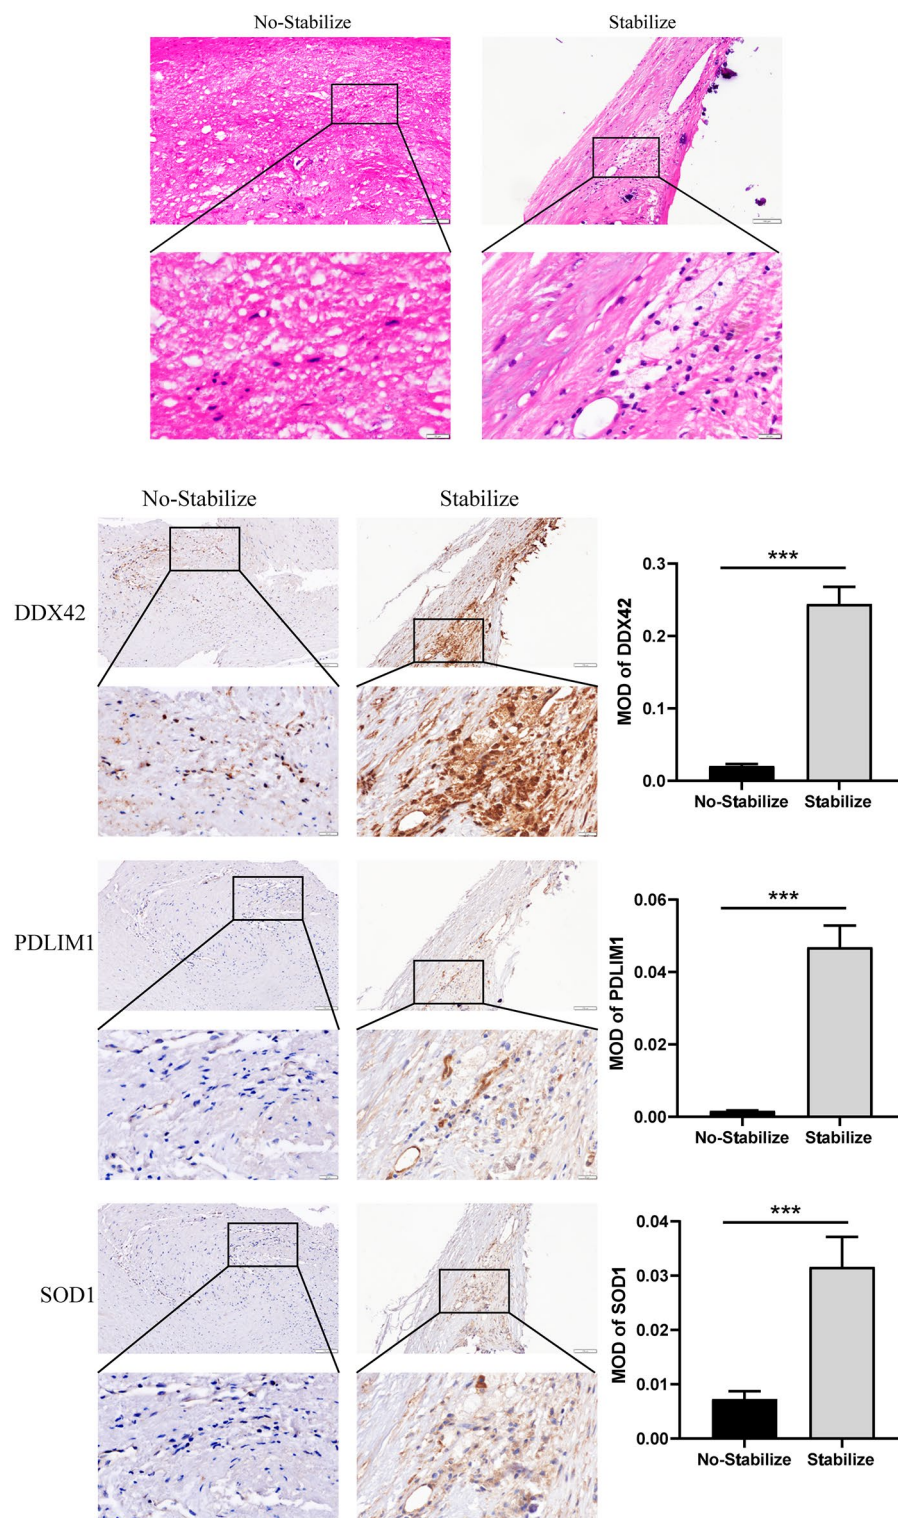 No-Stabilize Stabilize
No-Stabilize Stabilize
DDX42
MOD of DDX42
0.3
0.2
0.1
0.0
***
No-Stabilize Stabilize
PDLIM1
MOD of PDLIM1
0.06
0.04
0.02
0.00
***
No-Stabilize Stabilize
SOD1
MOD of SOD1
0.04
0.03
0.02
0.01
0.00
***
No-Stabilize Stabilize